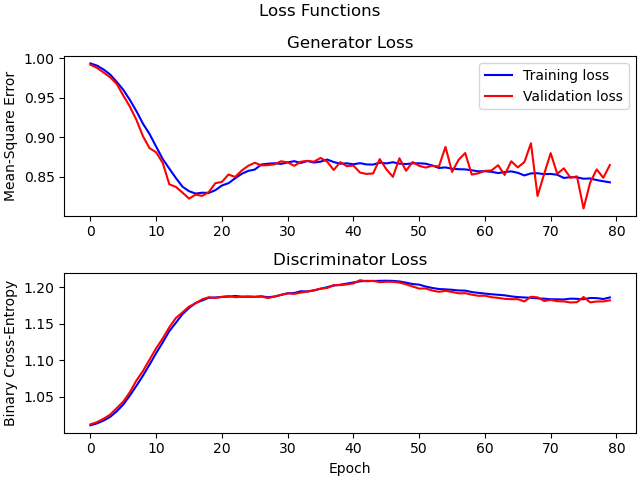 Loss Functions
Generator Loss
Mean-Square Error
1.00
0.95
0.90
0.85
Training loss
Validation loss
0 10 20 30 40 50 60 70 80
Discriminator Loss
Binary Cross-Entropy
1.20
1.15
1.10
1.05
0 10 20 30 40 50 60 70 80
Epoch